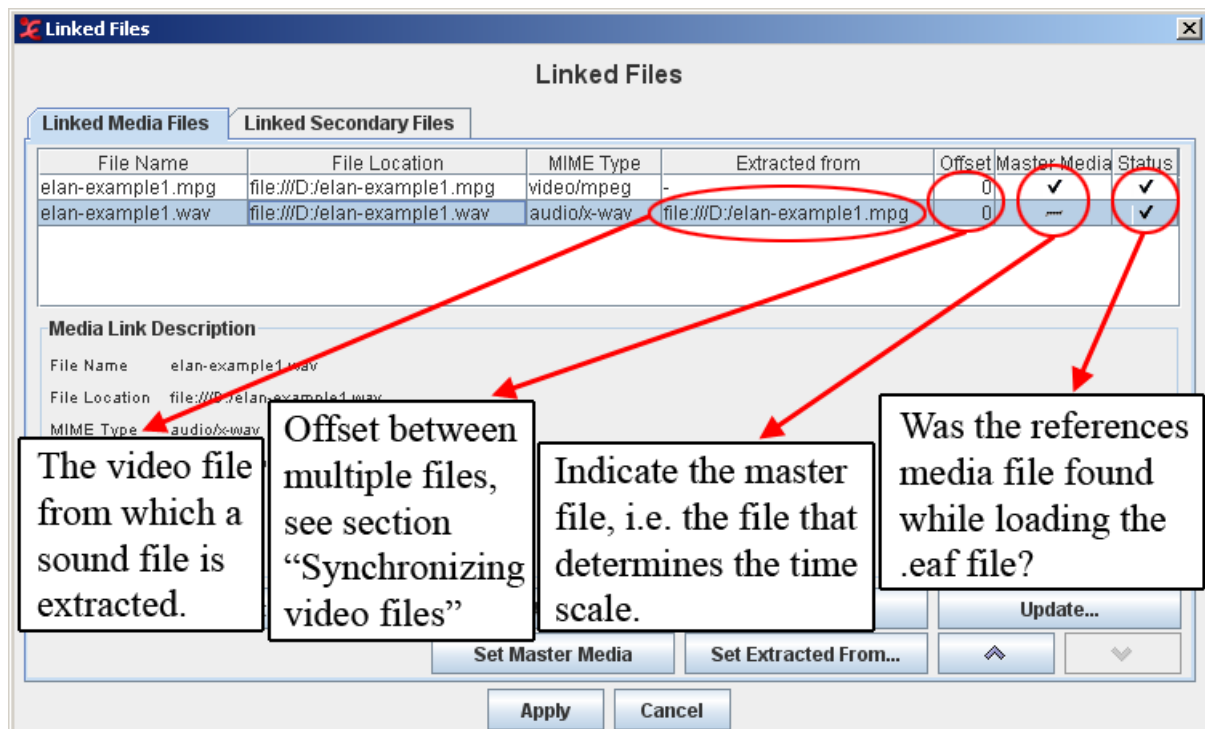 Linked Files
Linked Files
Linked Media Files
Linked Secondary Files
File Name File Location MIME Type Extracted from Offset Master Media Status
elan-example1.mpg file:///D:/elan-example1.mpg video/mpeg - 0
elan-example1.wav file:///D:/elan-example1.wav audio/x-wav file:///D:/elan-example1.mpg 0
Media Link Description
File Name elan-example1.wav
File Location file:///D:/elan-example1.wav
MIME Type audio/x-wav
The video file
from which a
sound file is
extracted.
Offset between
multiple files,
see section
“Synchronizing
video files”
Indicate the master
file, i.e. the file that
determines the time
scale.
Was the references
media file found
while loading the
.eaf file?
Update...
Set Master Media
Set Extracted From...
Apply
Cancel